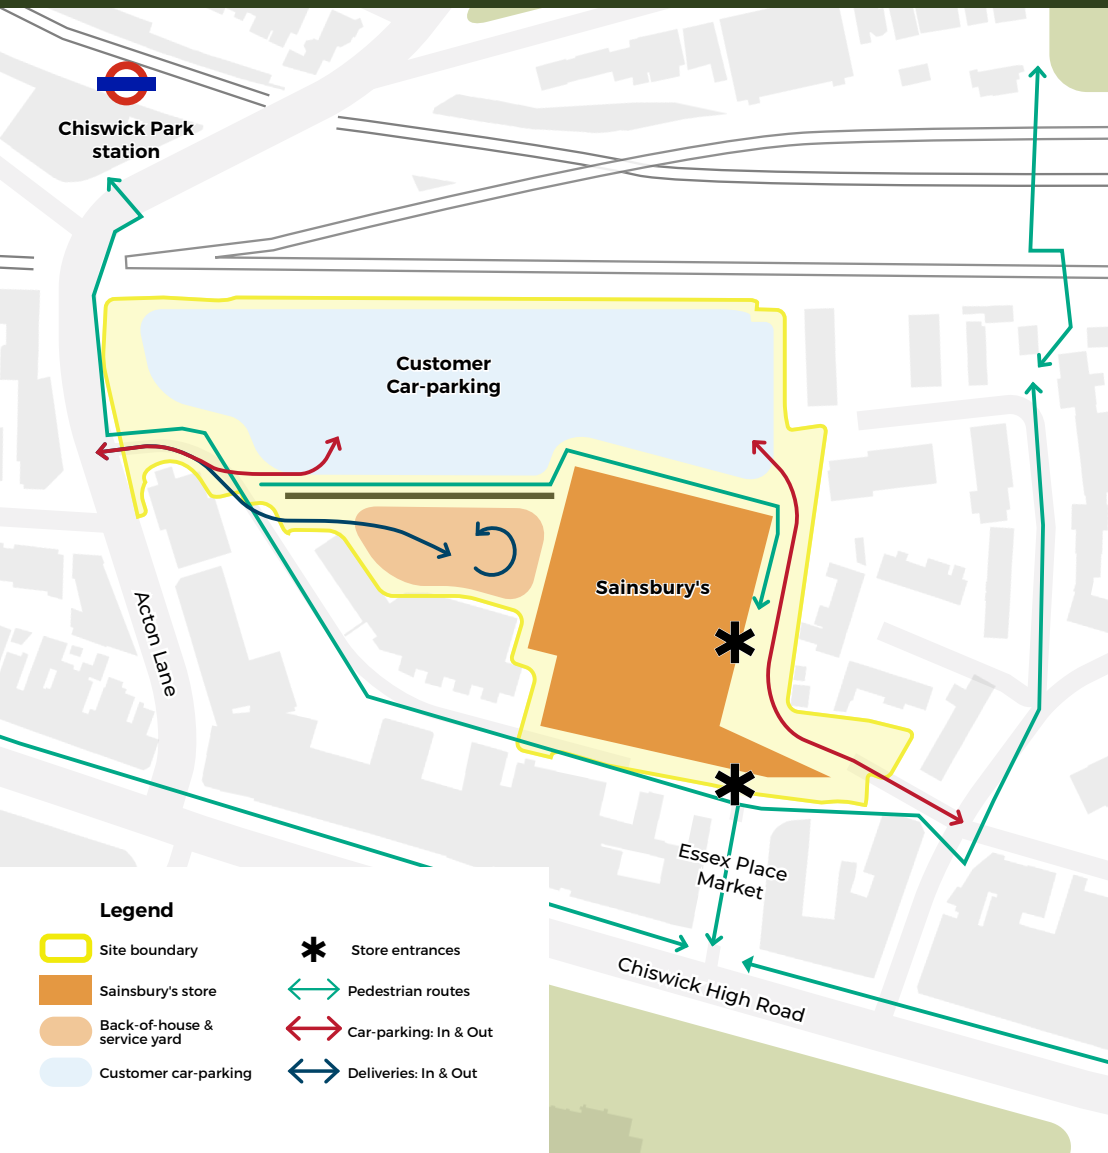 Chiswick Park
station
Customer
Car-parking
Sainsbury's
Acton Lane
Essex Place
Market
Chiswick High Road
Legend
Site boundary
Sainsbury's store
Back-of-house &
service yard
Customer car-parking
Store entrances
Pedestrian routes
Car-parking: In & Out
Deliveries: In & Out